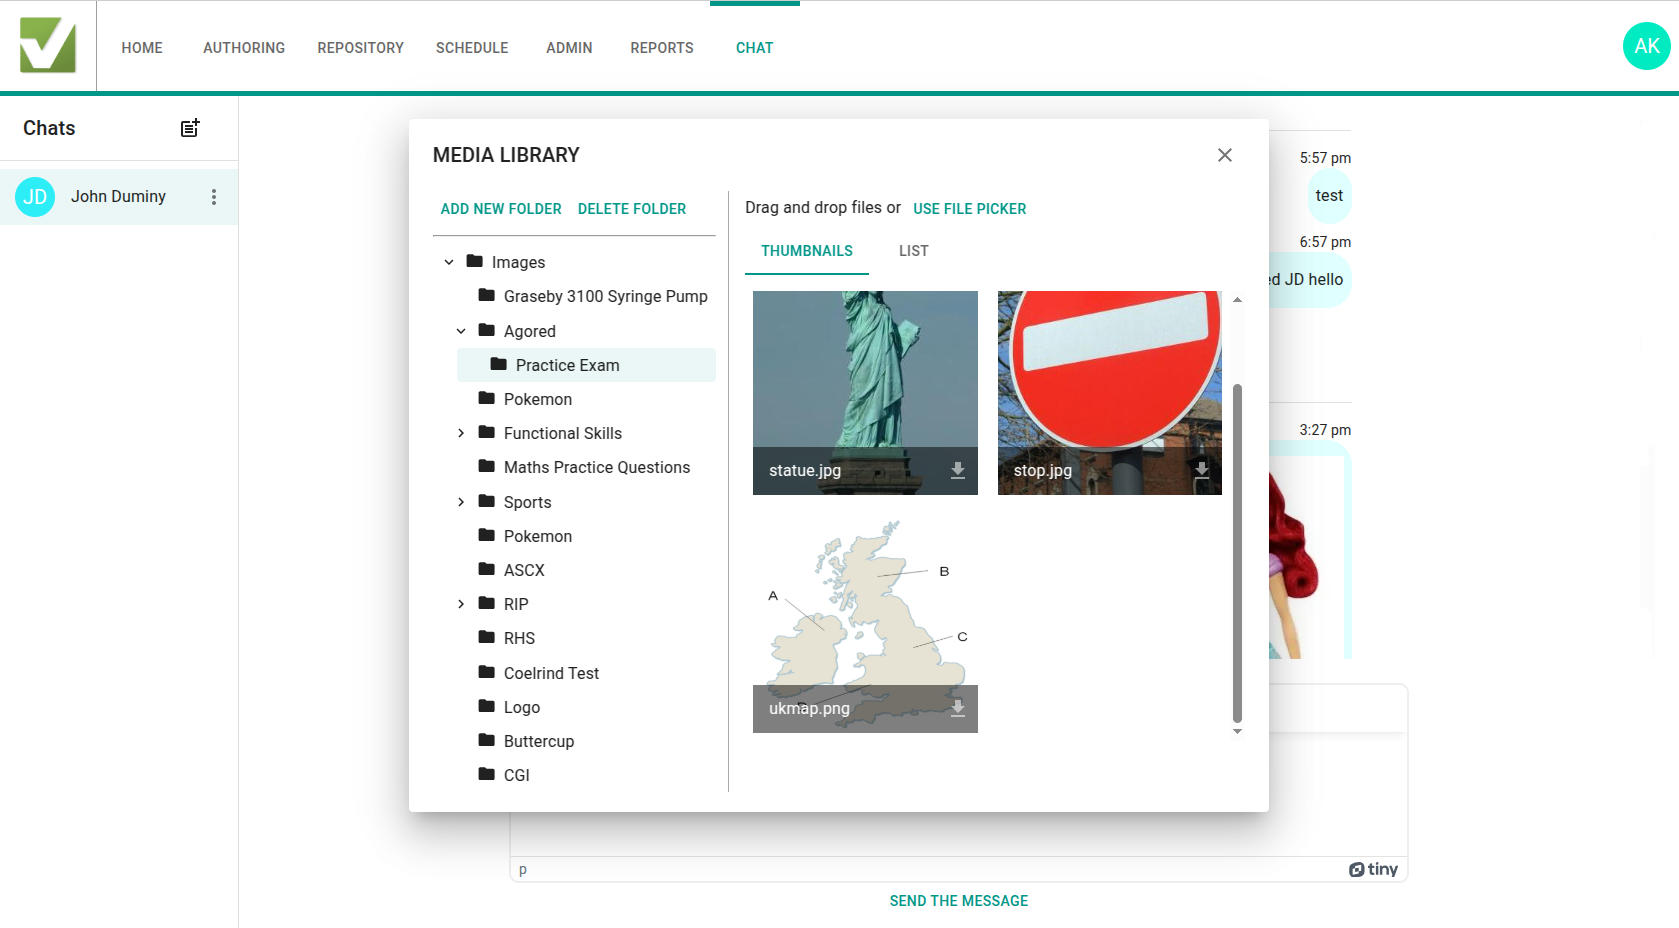 HOME AUTHORING REPOSITORY SCHEDULE ADMIN REPORTS CHAT AK
Chats
JD John Duminy
MEDIA LIBRARY
ADD NEW FOLDER DELETE FOLDER
Images
Graseby 3100 Syringe Pump
Agored
Practice Exam
Pokemon
Functional Skills
Maths Practice Questions
Sports
Pokemon
ASCX
RIP
RHS
Coelrind Test
Logo
Buttercup
CGI
Drag and drop files or USE FILE PICKER
THUMBNAILS LIST
statue.jpg
stop.jpg
B
A
C
ukmap.png
5:57 pm
test
6:57 pm
ed JD hello
3:27 pm
p
tiny
SEND THE MESSAGE